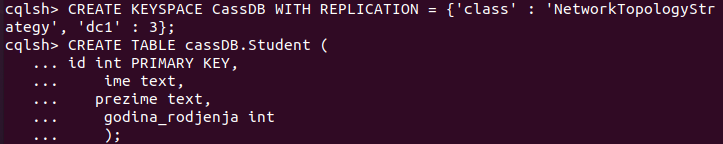 cqlsh> CREATE KEYSPACE CassDB WITH REPLICATION = {'class' : 'NetworkTopologyStr
ategy', 'dc1' : 3};
cqlsh> CREATE TABLE cassDB.Student (
   ... id int PRIMARY KEY,
   ...     ime text,
   ...    prezime text,
   ...     godina_rodjenja int
   ...     );